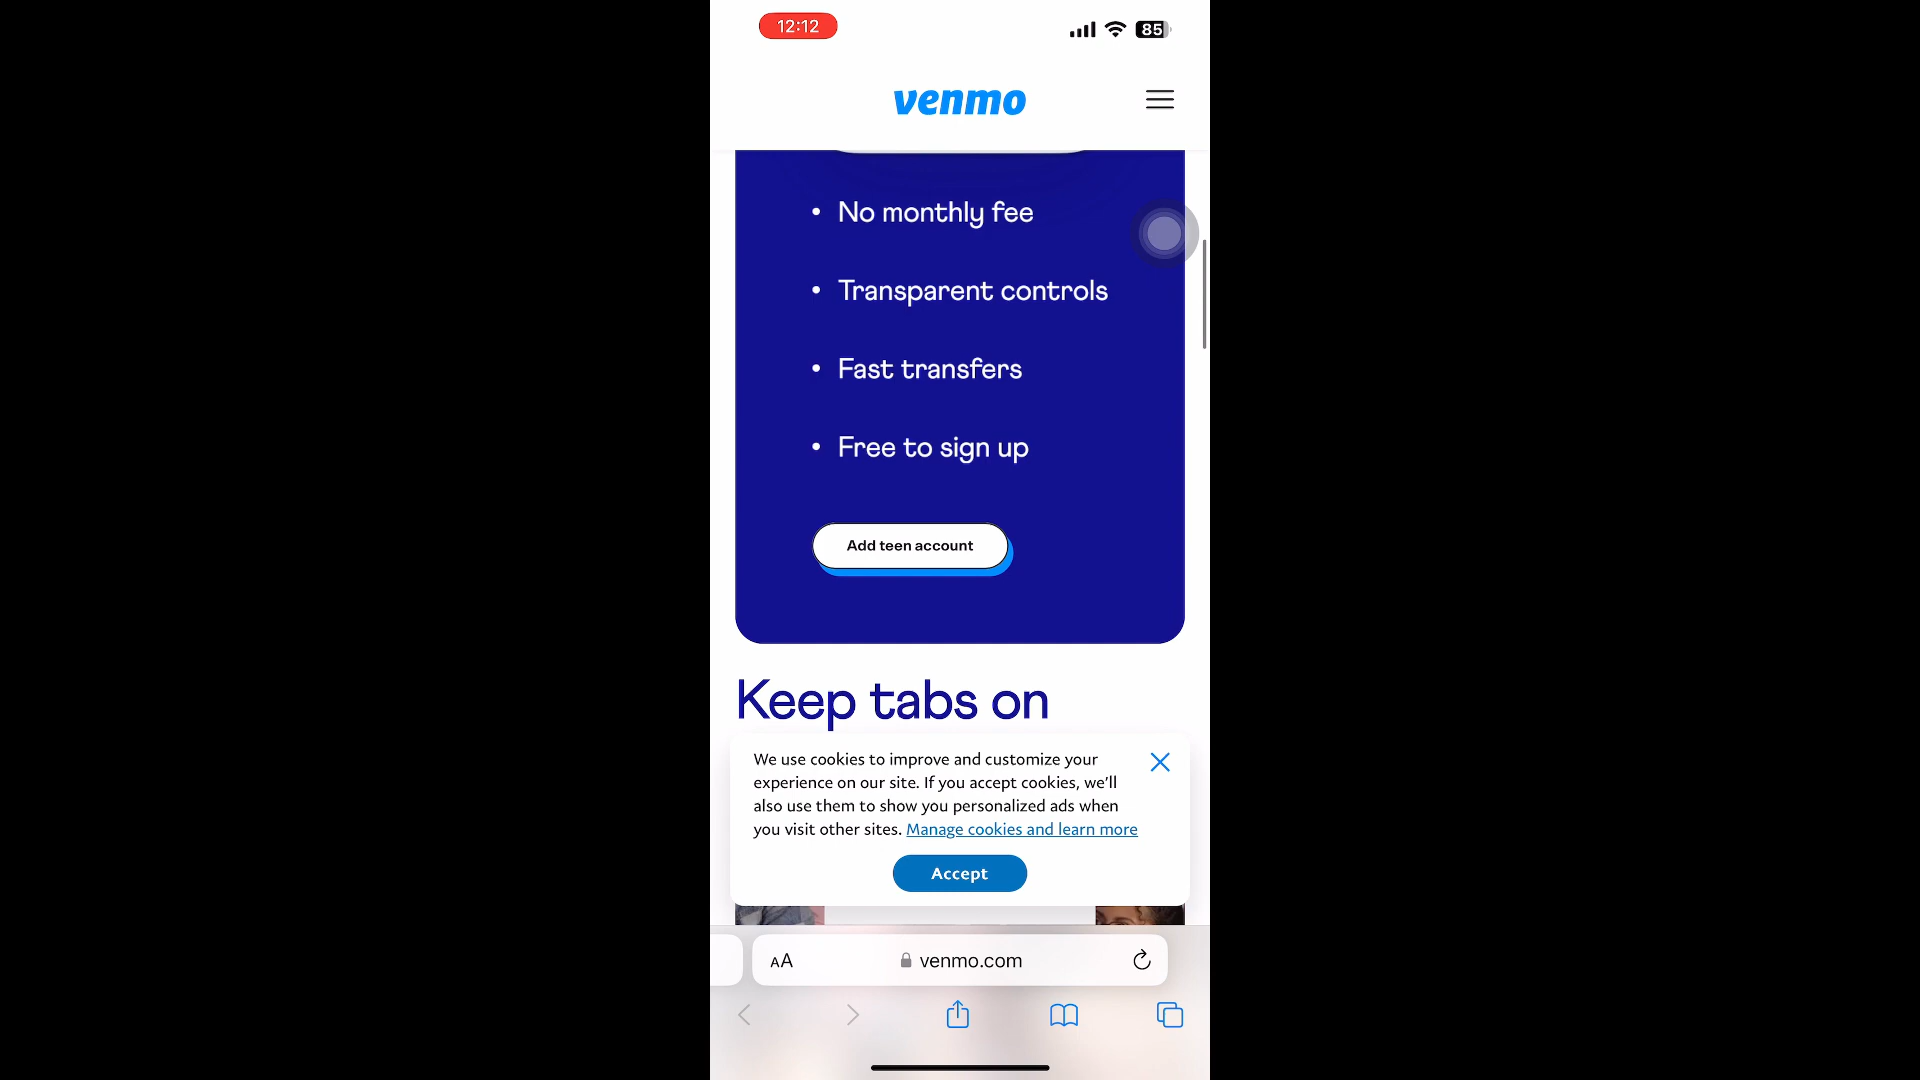 12:12
85
venmo
• No monthly fee
• Transparent controls
• Fast transfers
• Free to sign up
Add teen account
Keep tabs on
We use cookies to improve and customize your
experience on our site. If you accept cookies, we'll
also use them to show you personalized ads when
you visit other sites. Manage cookies and learn more
Accept
AA
venmo.com